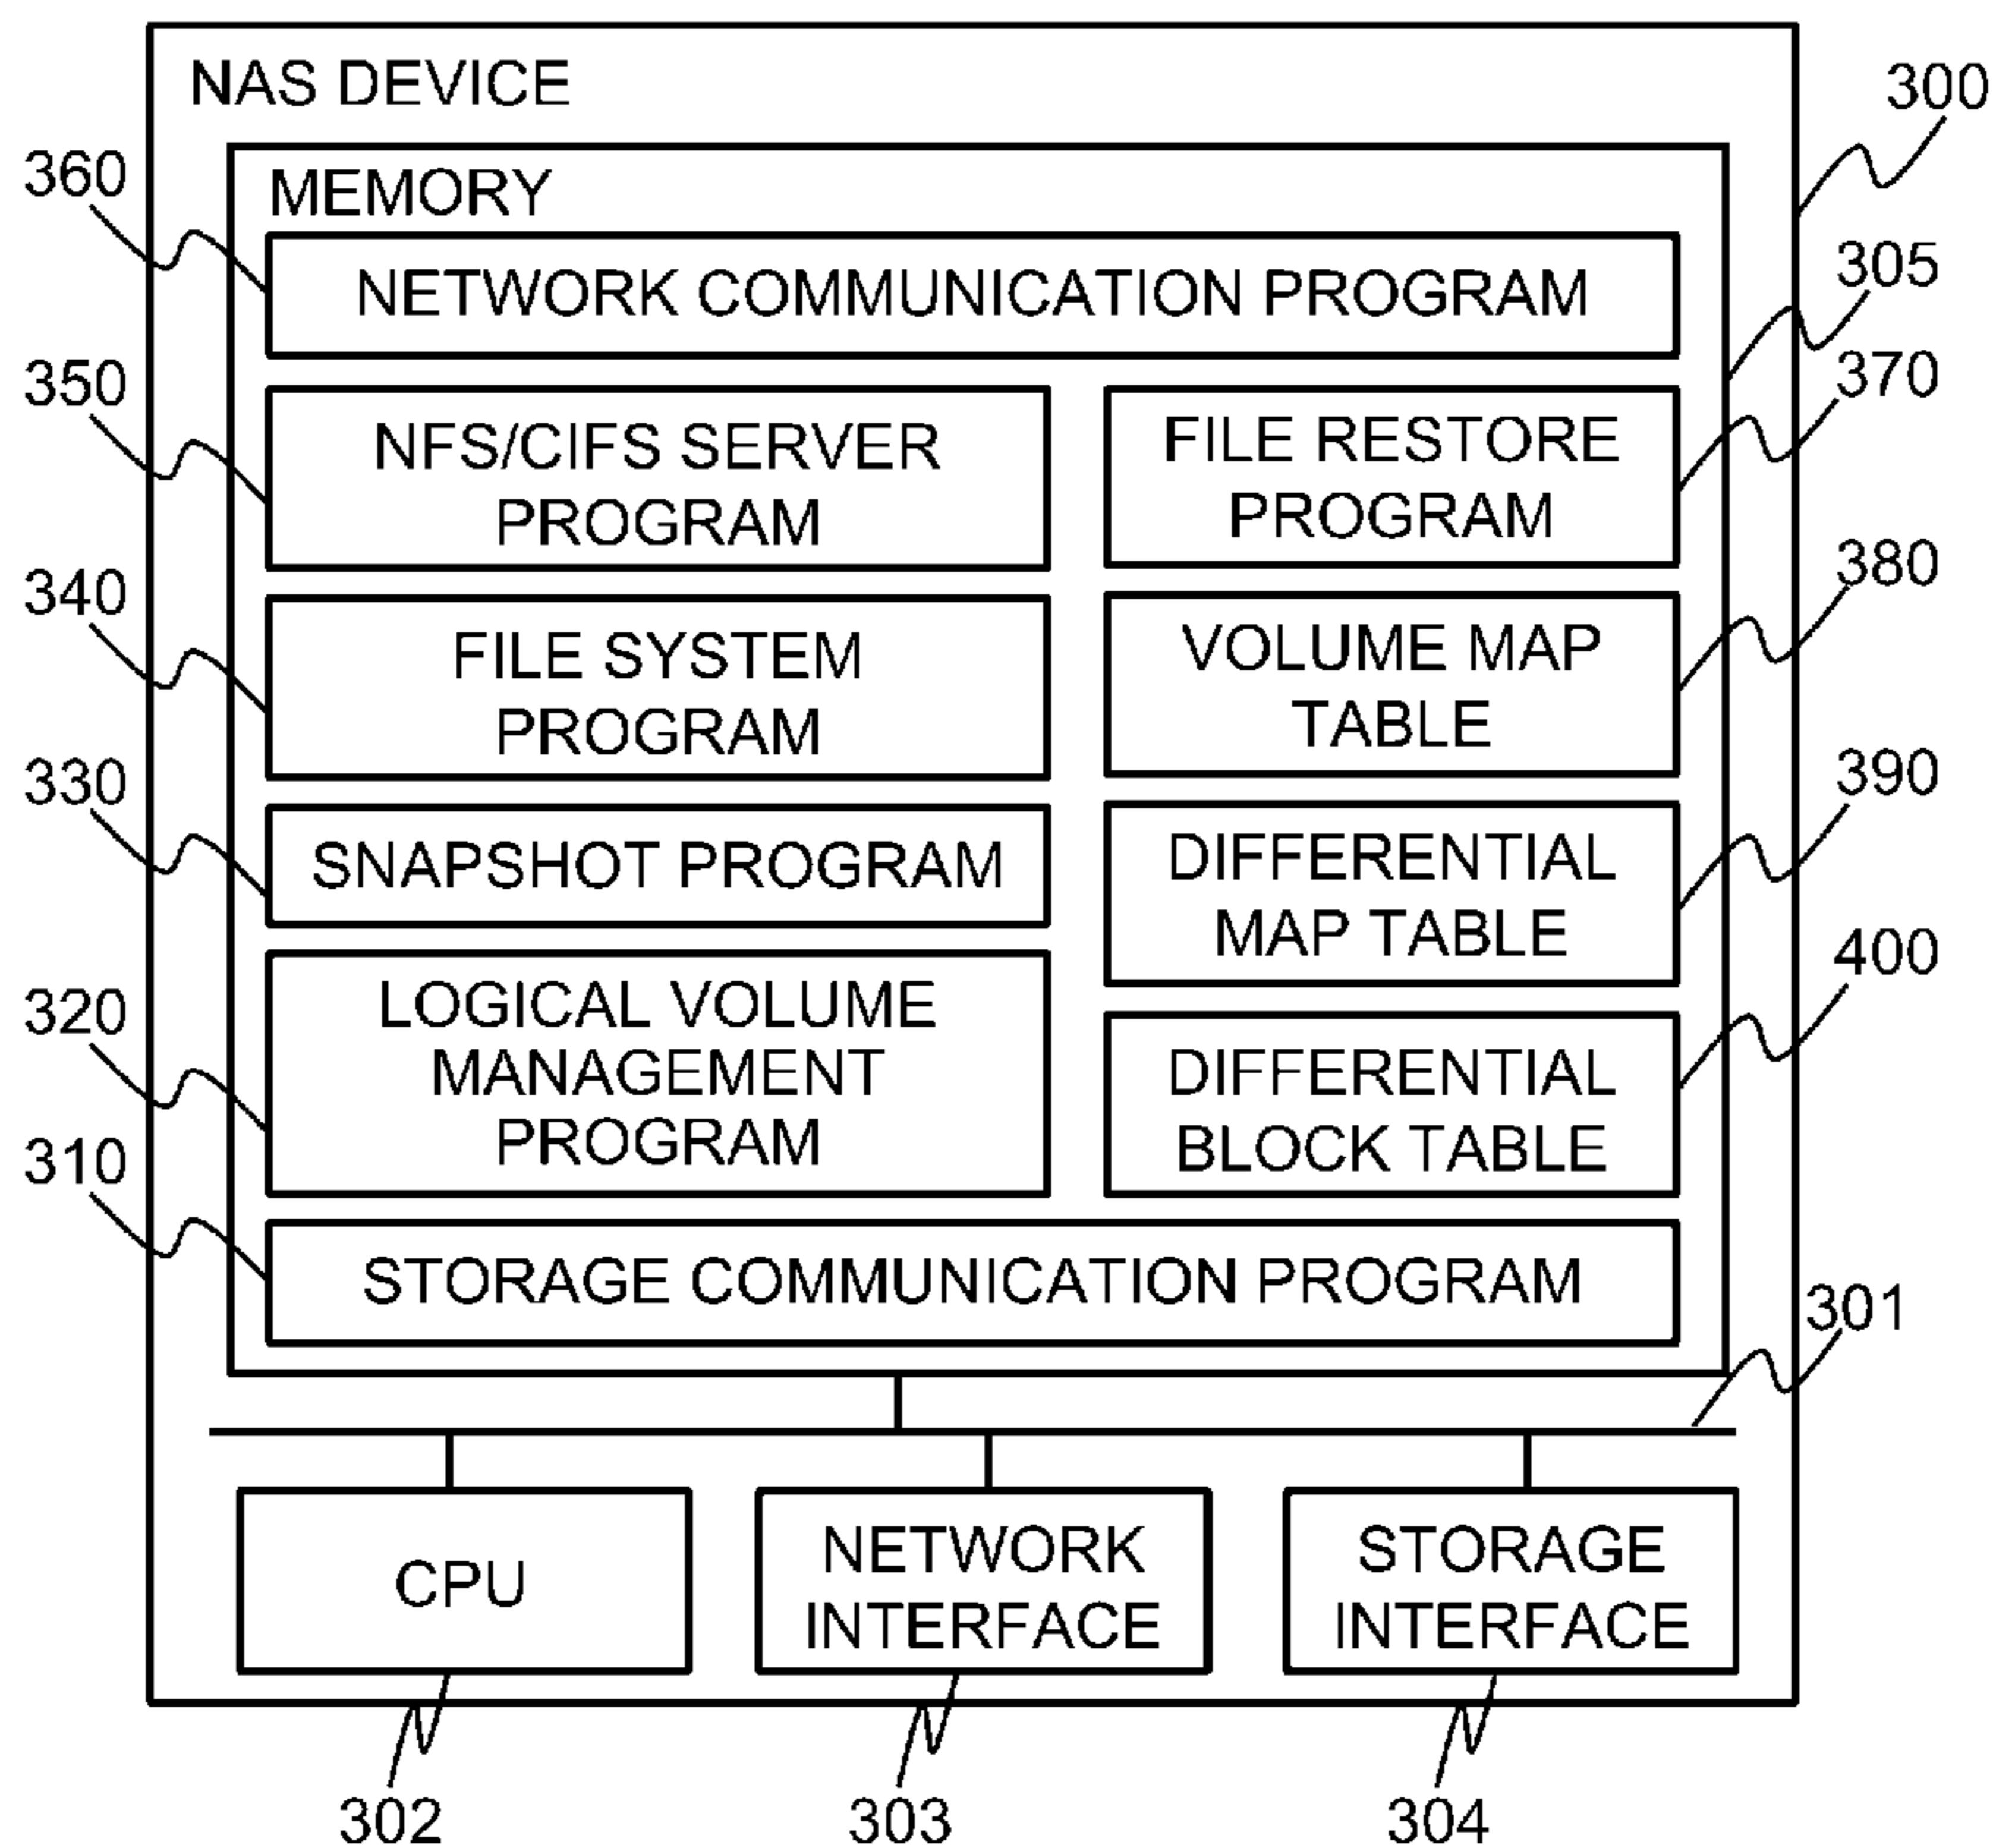 NAS DEVICE
300
MEMORY
360
NETWORK COMMUNICATION PROGRAM
305
350
NFS/CIFS SERVER
PROGRAM
FILE RESTORE
PROGRAM
370
340
FILE SYSTEM
PROGRAM
VOLUME MAP
TABLE
380
330
SNAPSHOT PROGRAM
DIFFERENTIAL
MAP TABLE
390
320
LOGICAL VOLUME
MANAGEMENT
PROGRAM
DIFFERENTIAL
BLOCK TABLE
400
310
STORAGE COMMUNICATION PROGRAM
301
CPU
NETWORK
INTERFACE
STORAGE
INTERFACE
302
303
304